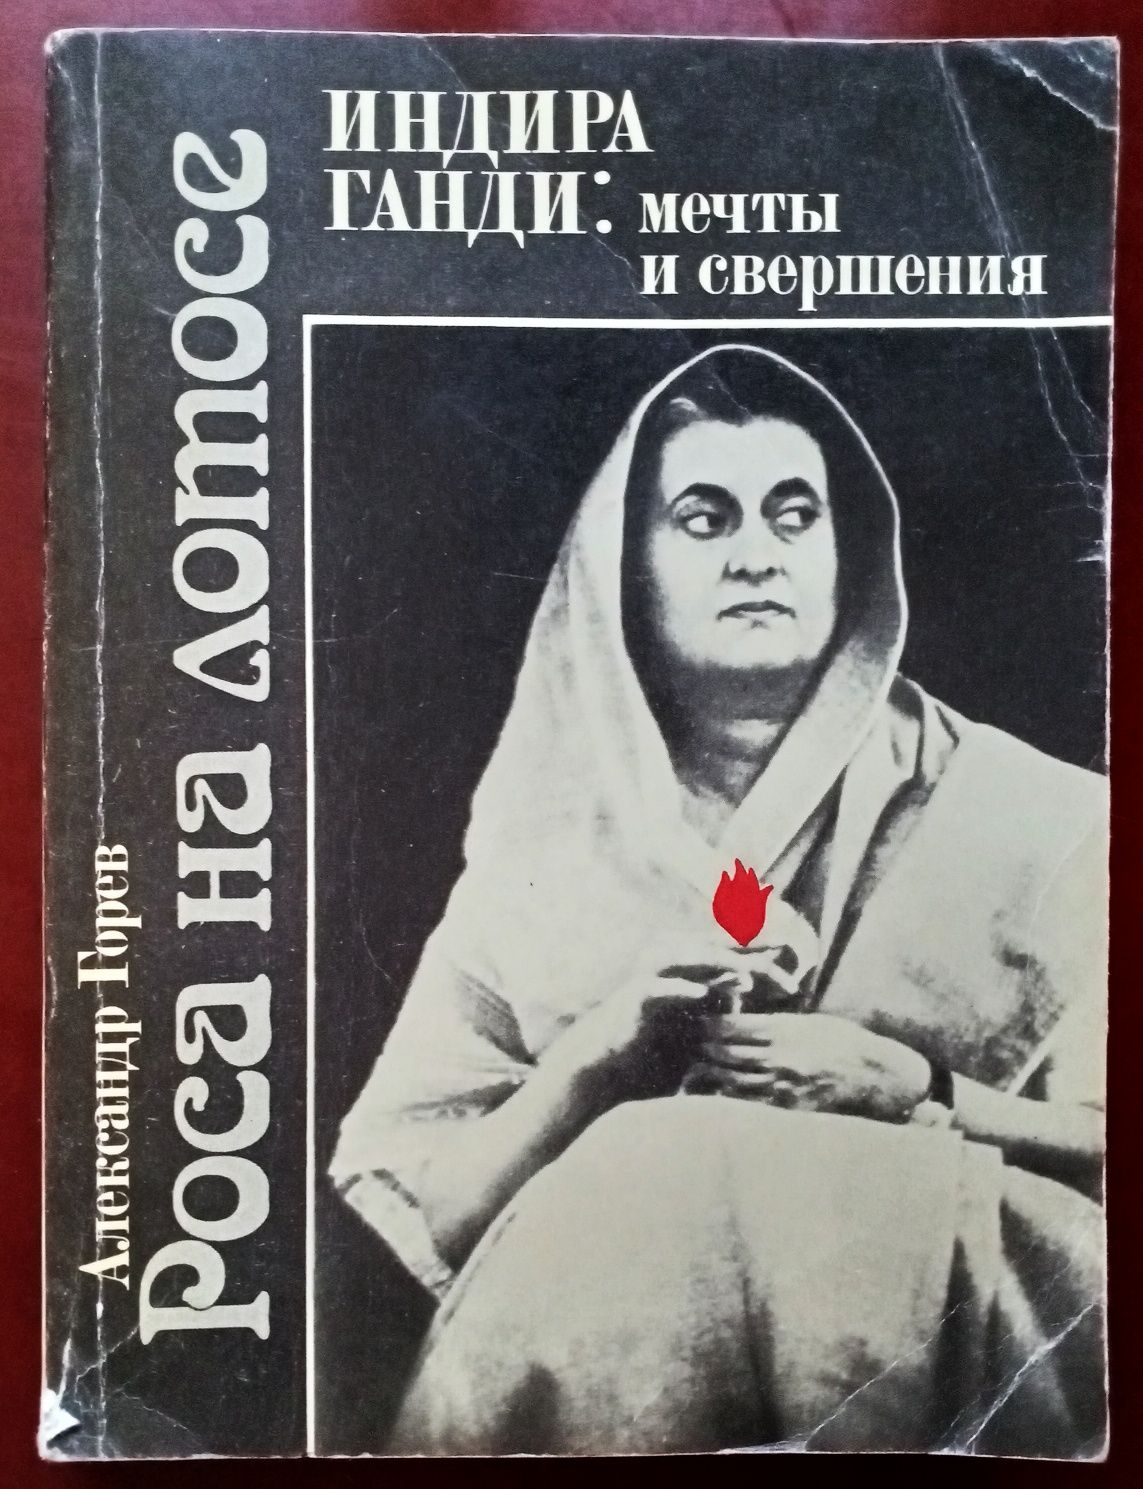 ИНДИРА
ГАНДИ: мечты
и свершения
Александр Горев
Роса на лотосе